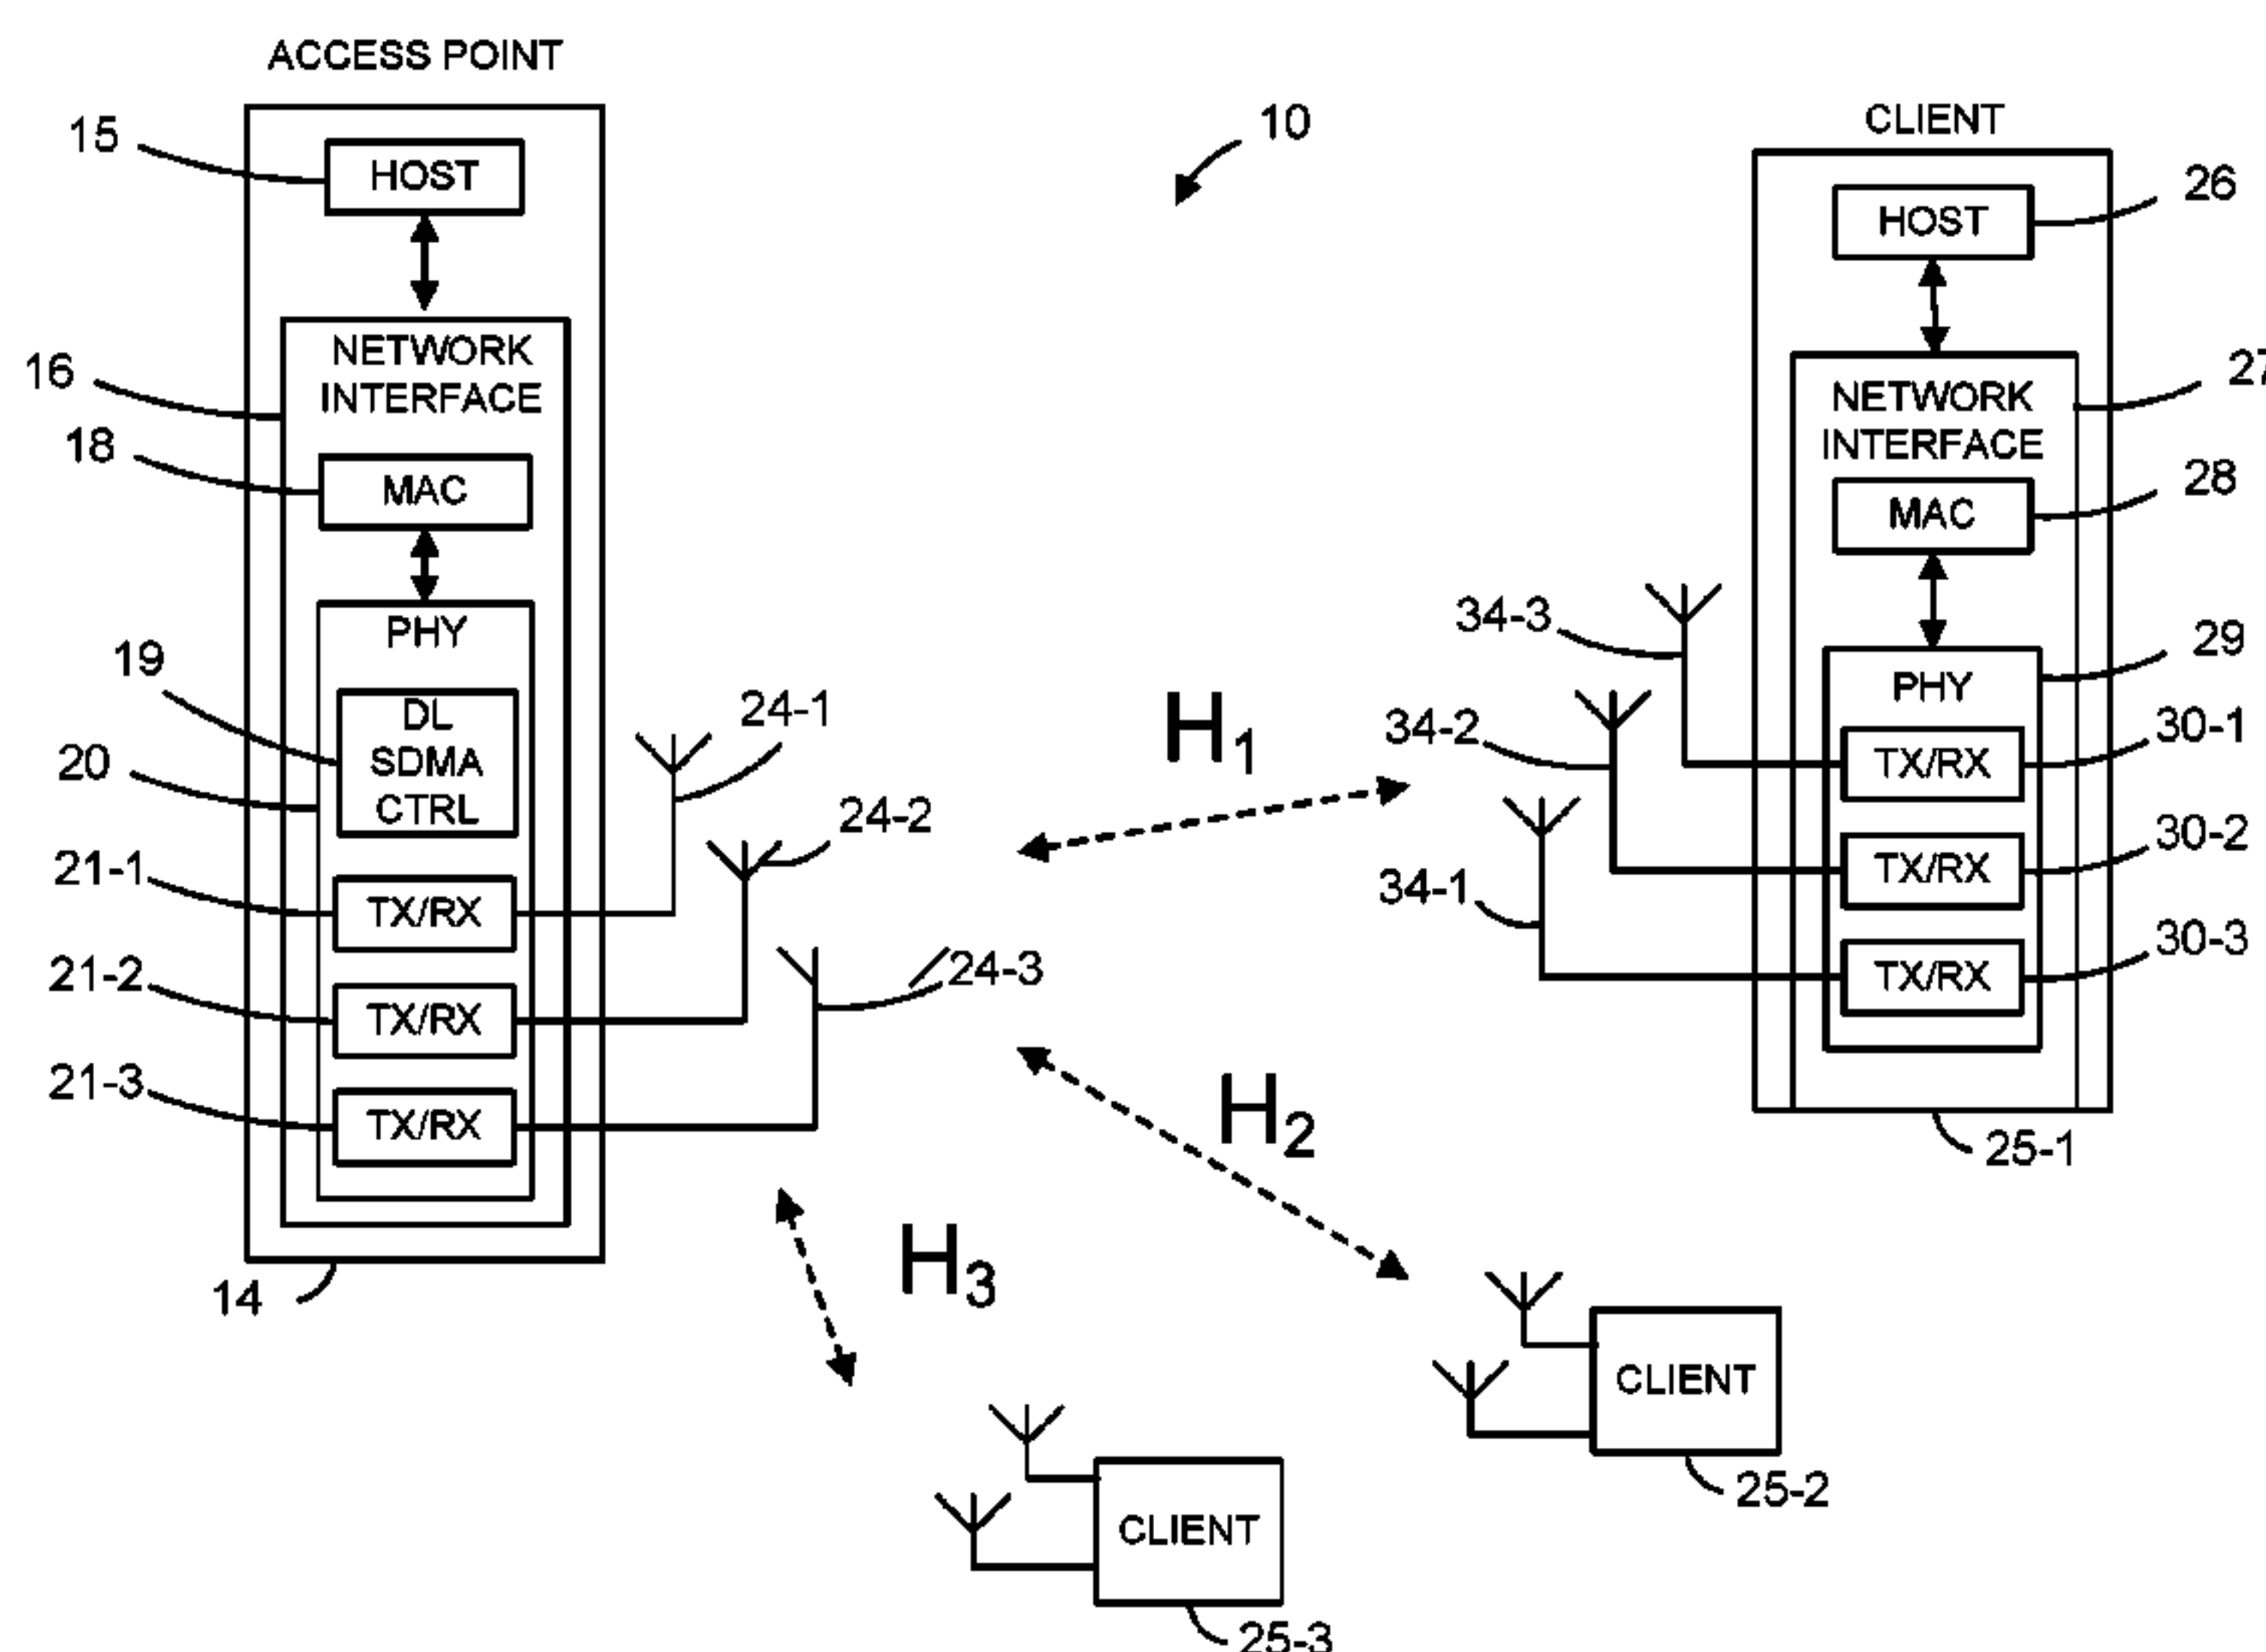 ACCESS POINT
15
HOST
16
NETWORK
INTERFACE
18
MAC
PHY
19
DL
SDMA
CTRL
20
21-1
TX/RX
21-2
TX/RX
21-3
TX/RX
14
24-1
24-2
24-3
10
H1
H2
H3
CLIENT
26
HOST
27
NETWORK
INTERFACE
28
MAC
29
PHY
34-3
30-1
TX/RX
34-2
30-2
TX/RX
34-1
30-3
TX/RX
25-1
CLIENT
25-2
CLIENT
25-3